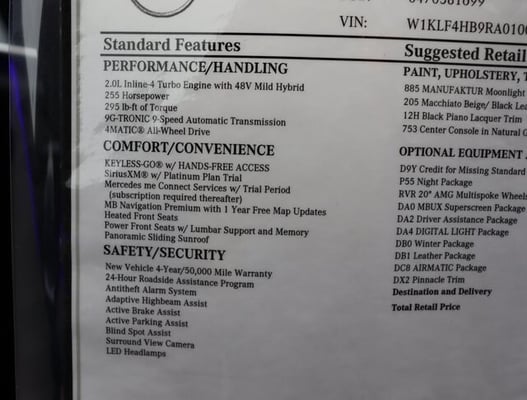 VIN: W1KLF4HB9RA010
Standard Features
PERFORMANCE/HANDLING
2.0L Inline-4 Turbo Engine with 48V Mild Hybrid
255 Horsepower
295 lb-ft of Torque
9G-TRONIC 9-Speed Automatic Transmission
4MATIC® All-Wheel Drive
COMFORT/CONVENIENCE
KEYLESS-GO® w/ HANDS-FREE ACCESS
SiriusXM® w/ Platinum Plan Trial
Mercedes me Connect Services w/ Trial Period
(subscription required thereafter)
MB Navigation Premium with 1 Year Free Map Updates
Heated Front Seats
Power Front Seats w/ Lumbar Support and Memory
Panoramic Sliding Sunroof
SAFETY/SECURITY
New Vehicle 4-Year/50,000 Mile Warranty
24-Hour Roadside Assistance Program
Antitheft Alarm System
Adaptive Highbeam Assist
Active Brake Assist
Active Parking Assist
Blind Spot Assist
Surround View Camera
LED Headlamps
Suggested Retail
PAINT, UPHOLSTERY,
885 MANUFAKTUR Moonlight
205 Macchiato Beige/ Black Lea
12H Black Piano Lacquer Trim
753 Center Console in Natural
OPTIONAL EQUIPMENT
D9Y Credit for Missing Standard
P55 Night Package
RVR 20" AMG Multispoke Wheels
DA0 MBUX Superscreen Package
DA2 Driver Assistance Package
DA4 DIGITAL LIGHT Package
DB0 Winter Package
DB1 Leather Package
DC8 AIRMATIC Package
DX2 Pinnacle Trim
Destination and Delivery
Total Retail Price